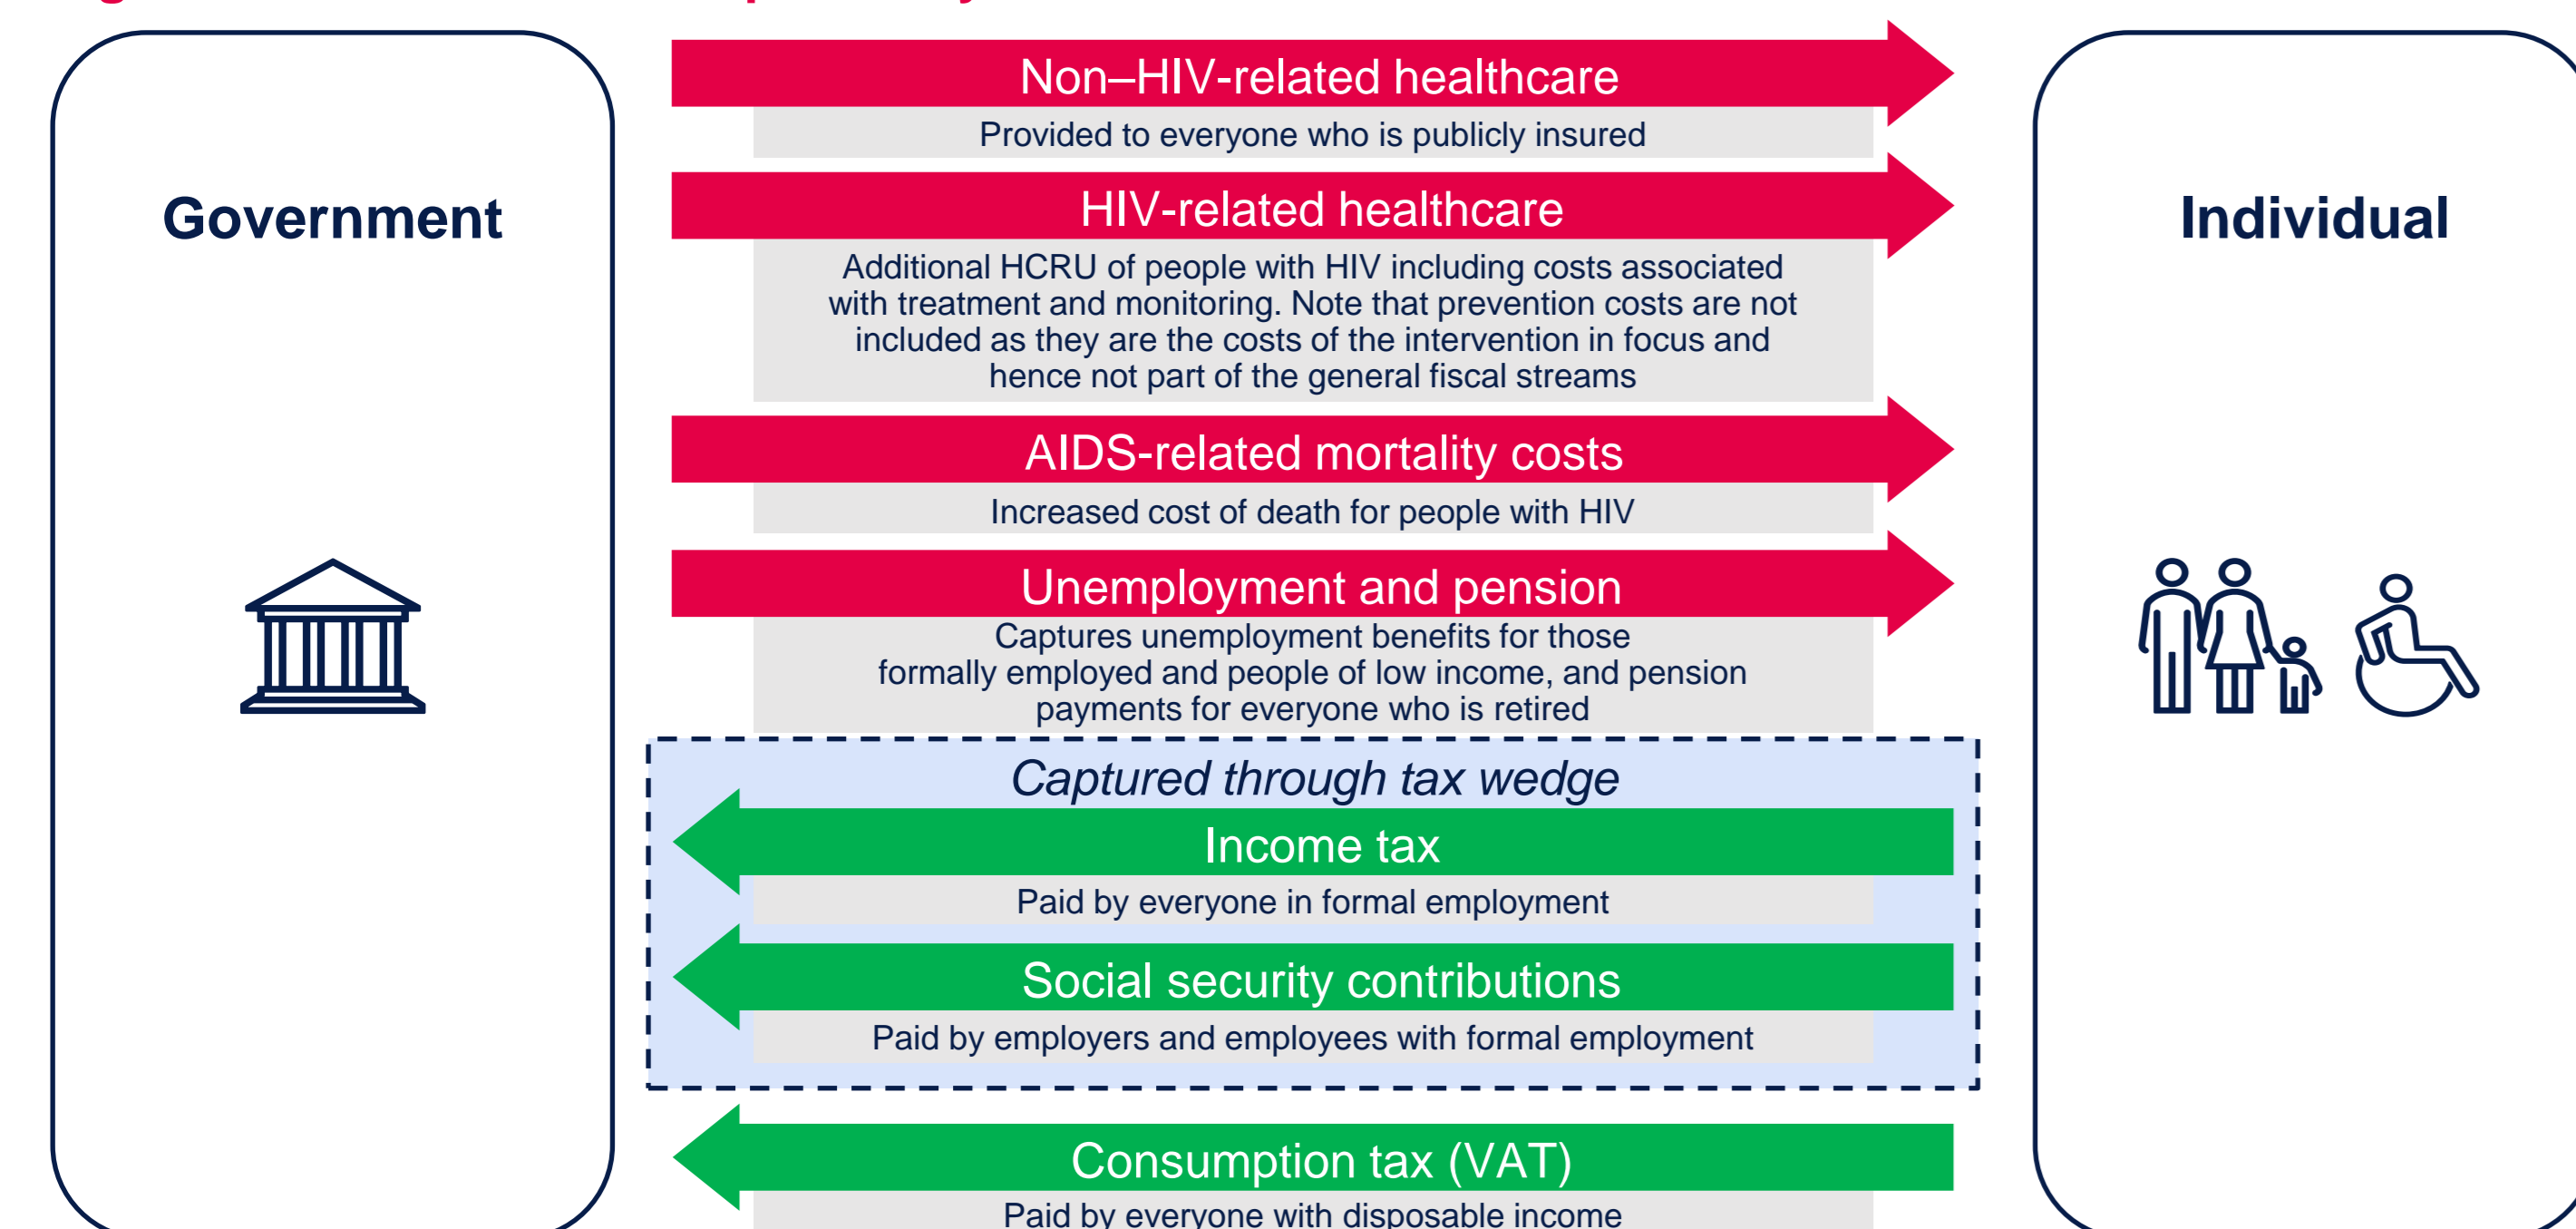 Government
Non–HIV-related healthcare
Provided to everyone who is publicly insured
HIV-related healthcare
Additional HCRU of people with HIV including costs associated
with treatment and monitoring. Note that prevention costs are not
included as they are the costs of the intervention in focus and
hence not part of the general fiscal streams
AIDS-related mortality costs
Increased cost of death for people with HIV
Unemployment and pension
Captures unemployment benefits for those
formally employed and people of low income, and pension
payments for everyone who is retired
Captured through tax wedge
Income tax
Paid by everyone in formal employment
Social security contributions
Paid by employers and employees with formal employment
Consumption tax (VAT)
Paid by everyone with disposable income
Individual